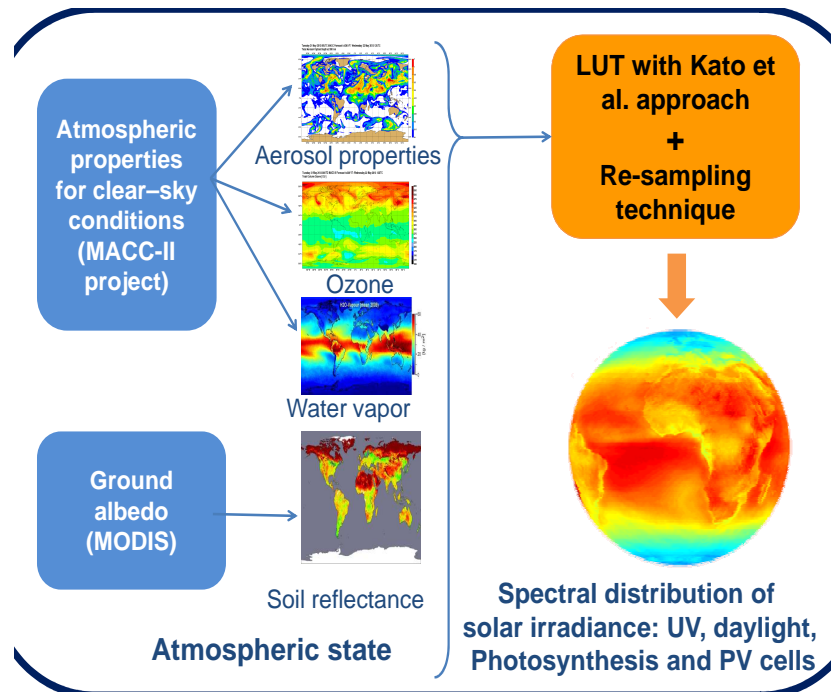 Atmospheric
properties
for clear–sky
conditions
(MACC-II
project)
Aerosol properties
Ozone
Water vapor
Ground
albedo
(MODIS)
Soil reflectance
Atmospheric state
LUT with Kato et
al. approach
+
Re-sampling
technique
Spectral distribution of
solar irradiance: UV, daylight,
Photosynthesis and PV cells